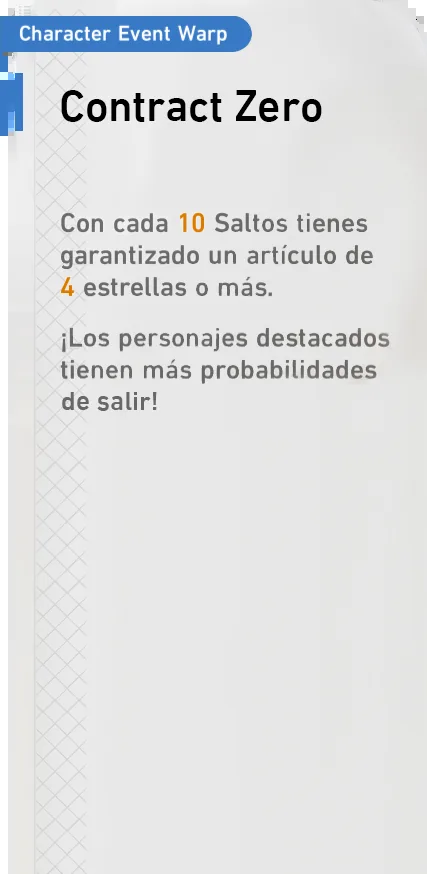 Character Event Warp
Contract Zero
Con cada 10 Saltos tienes
garantizado un artículo de
4 estrellas o más.
¡Los personajes destacados
tienen más probabilidades
de salir!